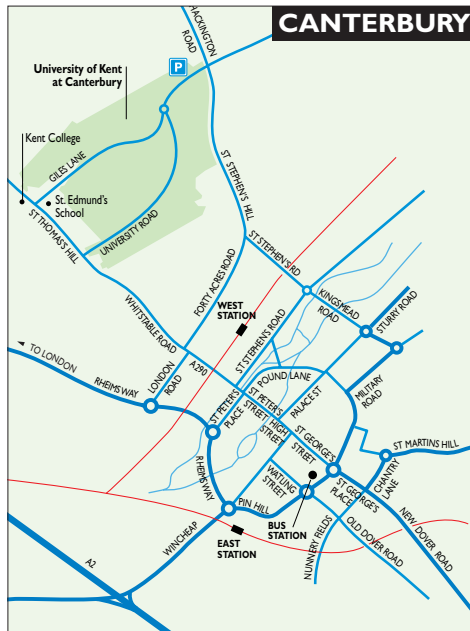 CANTERBURY
HACKINGTON
ROAD
P
University of Kent
at Canterbury
Kent College
GILES LANE
St. Edmund's
School
ST THOMAS'S HILL
UNIVERSITY ROAD
ST STEPHEN'S HILL
ST STEPHEN'S RD
FORTY ACRES ROAD
WHITSTABLE ROAD
WEST
STATION
ST STEPHEN'S ROAD
KINGSMEAD
ROAD
STURRY ROAD
TO LONDON
RHEIMSWAY
LONDON
ROAD
A290
POUND LANE
MILITARY
ROAD
ST PETER'S
PLACE
ST PETER'S
STREET
HIGH
STREET
PALACE ST
ST GEORGE'S
STREET
ST MARTINS HILL
CHANTRY
LANE
RHEIMSWAY
WATLING
STREET
ST GEORGE'S
PLACE
PIN HILL
BUS
STATION
NEW DOVER ROAD
OLD DOVER ROAD
NUNNERY FIELDS
WINCHEAP
EAST
STATION
A2